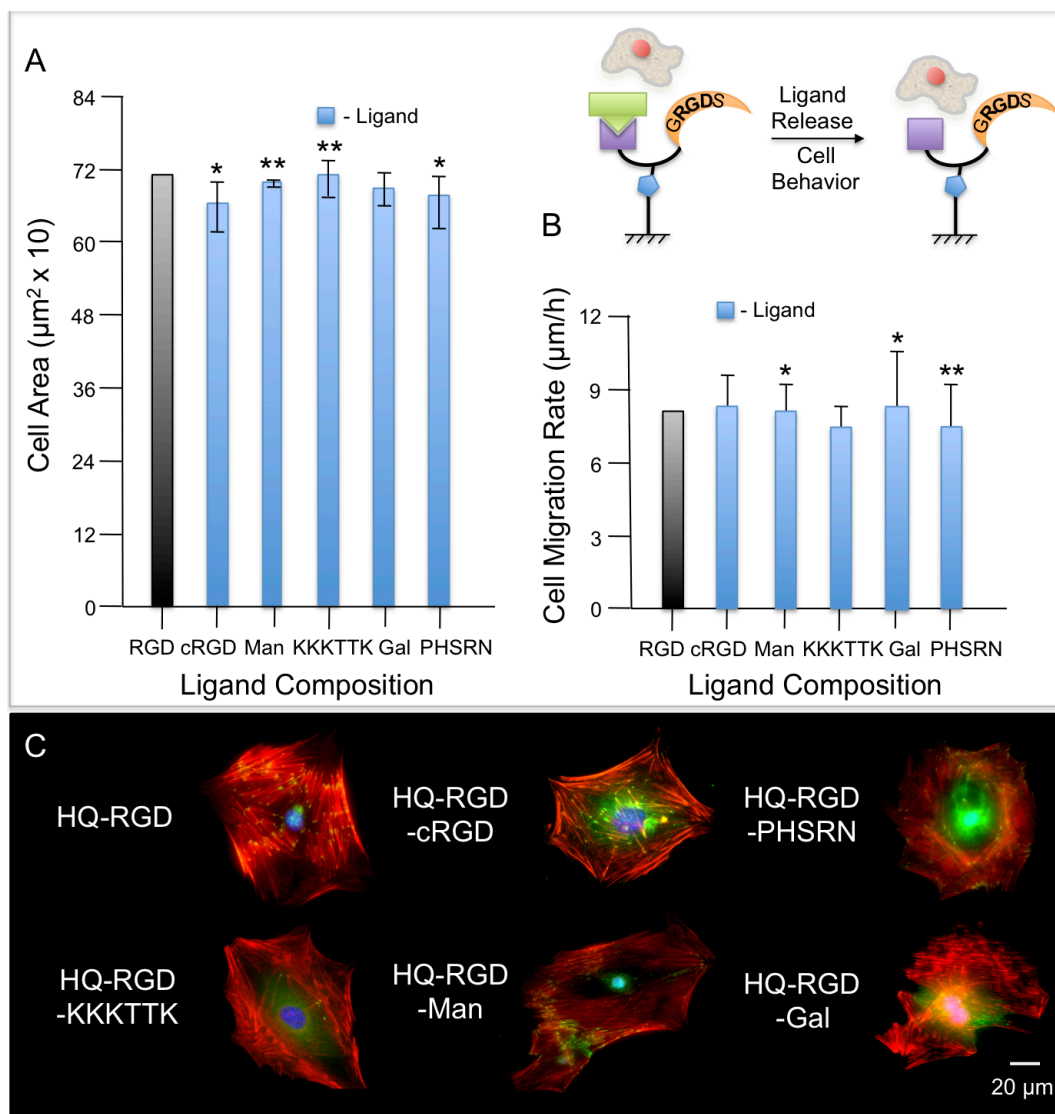 A
84
72
60
48
36
24
12
0
Cell Area (µm² x 10)
- Ligand
*
**
**
*
RGD cRGD Man KKKTTK Gal PHSRN
Ligand Composition
GRGDS
Ligand
Release
Cell
Behavior
GRGDS
B
12
9
6
3
0
Cell Migration Rate (µm/h)
- Ligand
*
*
**
RGD cRGD Man KKKTTK Gal PHSRN
Ligand Composition
C
HQ-RGD
HQ-RGD
-cRGD
HQ-RGD
-PHSRN
HQ-RGD
-KKKTTK
HQ-RGD
-Man
HQ-RGD
-Gal
20 µm